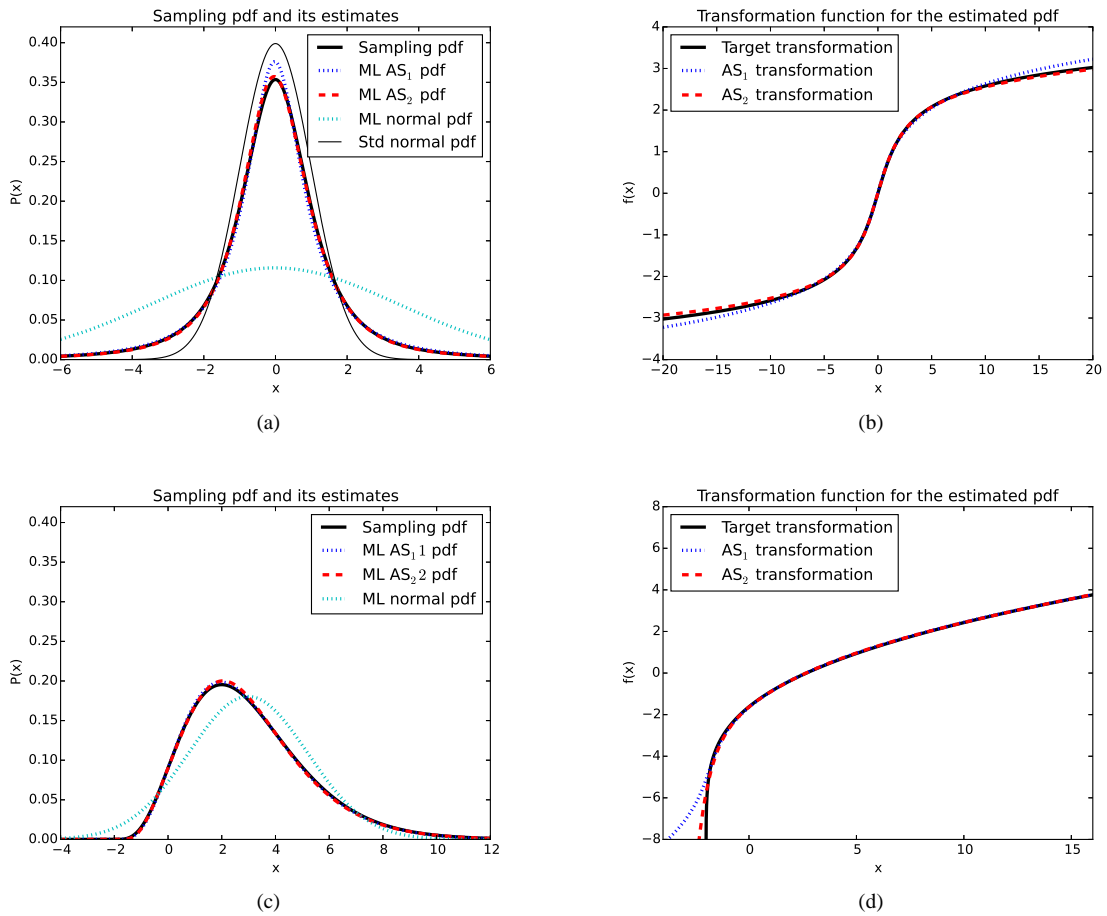 Sampling pdf and its estimates
0.40
0.35
0.30
0.25
0.20
0.15
0.10
0.05
0.00
P(x)
Sampling pdf
ML AS₁ pdf
ML AS₂ pdf
ML normal pdf
Std normal pdf
−6 −4 −2 0 2 4 6
x
(a)
Transformation function for the estimated pdf
4
3
2
1
0
−1
−2
−3
−4
f(x)
Target transformation
AS₁ transformation
AS₂ transformation
−20 −15 −10 −5 0 5 10 15 20
x
(b)
Sampling pdf and its estimates
0.40
0.35
0.30
0.25
0.20
0.15
0.10
0.05
0.00
P(x)
Sampling pdf
ML AS₁1 pdf
ML AS₂2 pdf
ML normal pdf
−4 −2 0 2 4 6 8 10 12
x
(c)
Transformation function for the estimated pdf
8
6
4
2
0
−2
−4
−6
−8
f(x)
Target transformation
AS₁ transformation
AS₂ transformation
0 5 10 15
x
(d)